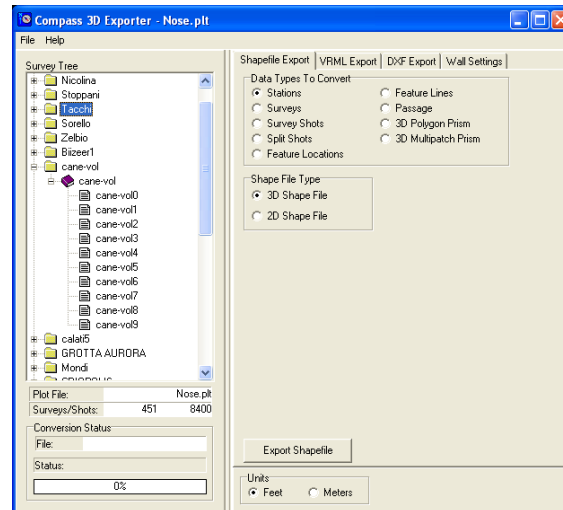 Compass 3D Exporter - Nose.plt
File Help
Survey Tree
Nicolina
Stoppani
Tacchi
Sorello
Zelbio
Biizeer1
cane-vol
cane-vol
cane-vol0
cane-vol1
cane-vol2
cane-vol3
cane-vol4
cane-vol5
cane-vol6
cane-vol7
cane-vol8
cane-vol9
calati5
GROTTA AURORA
Mondi
Plot File: Nose.plt
Surveys/Shots: 451 8400
Conversion Status
File:
Status:
0%
Shapefile Export VRML Export DXF Export Wall Settings
Data Types To Convert
Stations Feature Lines
Surveys Passage
Survey Shots 3D Polygon Prism
Split Shots 3D Multipatch Prism
Feature Locations
Shape File Type
3D Shape File
2D Shape File
Export Shapefile
Units
Feet Meters